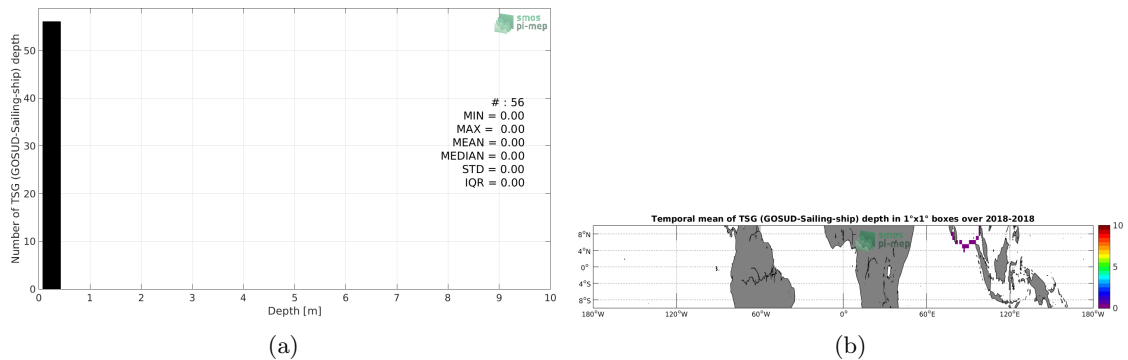 smos
pi-mep
Number of TSG (GOSUD-Sailing-ship) depth
50
40
30
20
10
0
# : 56
MIN = 0.00
MAX = 0.00
MEAN = 0.00
MEDIAN = 0.00
STD = 0.00
IQR = 0.00
0 1 2 3 4 5 6 7 8 9 10
Depth [m]
(a)
Temporal mean of TSG (GOSUD-Sailing-ship) depth in 1°x1° boxes over 2018-2018
smos
pi-mep
8°N
4°N
0°
4°S
8°S
180°W 120°W 60°W 0° 60°E 120°E 180°W
10
5
0
(b)